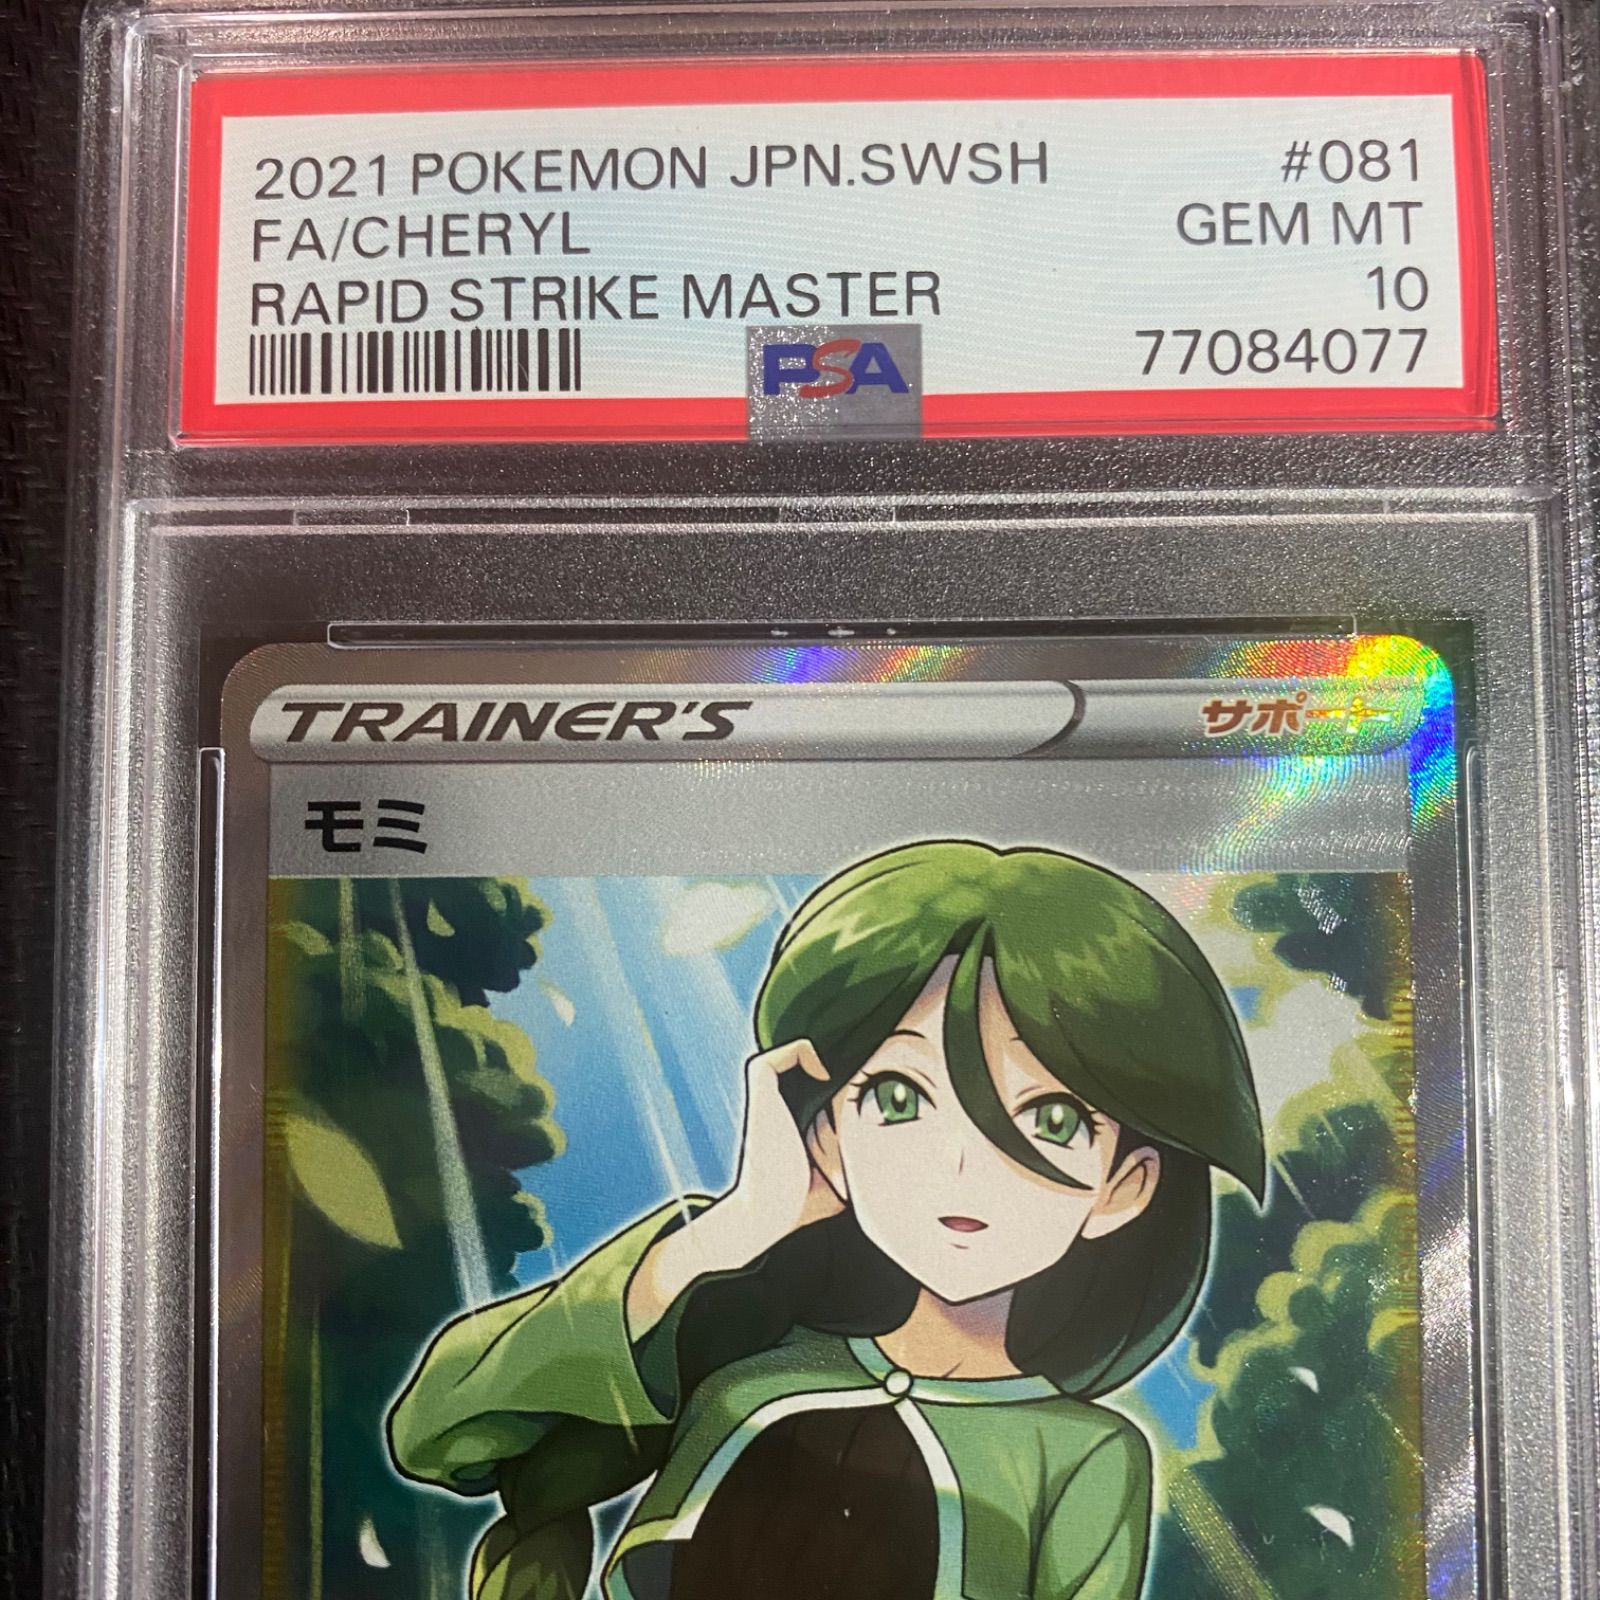 2021 POKEMON JPN.SWSH #081
FA/CHERYL GEM MT
RAPID STRIKE MASTER 10
PSA 77084077
TRAINER'S サポート
モミ